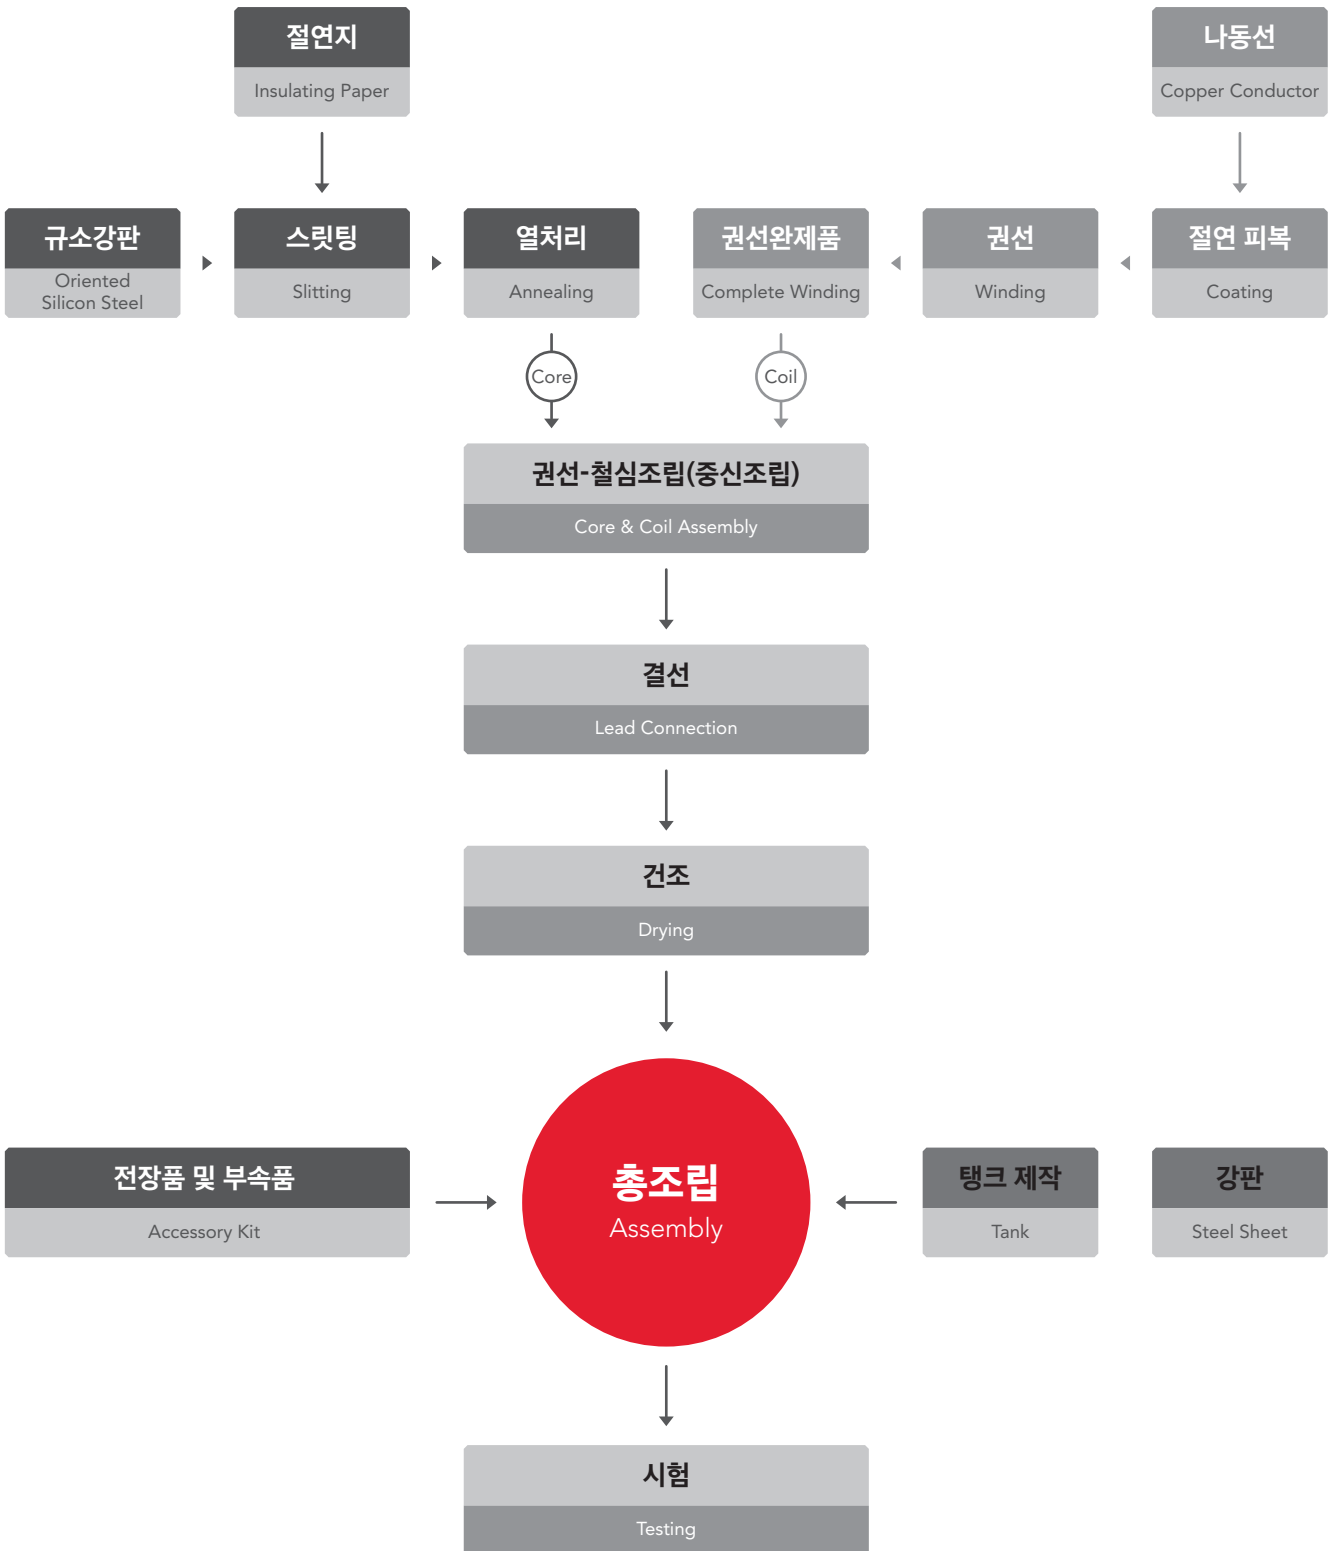 절연지
Insulating Paper
나동선
Copper Conductor
규소강판
Oriented
Silicon Steel
스릿팅
Slitting
열처리
Annealing
권선완제품
Complete Winding
권선
Winding
절연 피복
Coating
Core
Coil
권선-철심조립(중신조립)
Core & Coil Assembly
결선
Lead Connection
건조
Drying
전장품 및 부속품
Accessory Kit
총조립
Assembly
탱크 제작
Tank
강판
Steel Sheet
시험
Testing